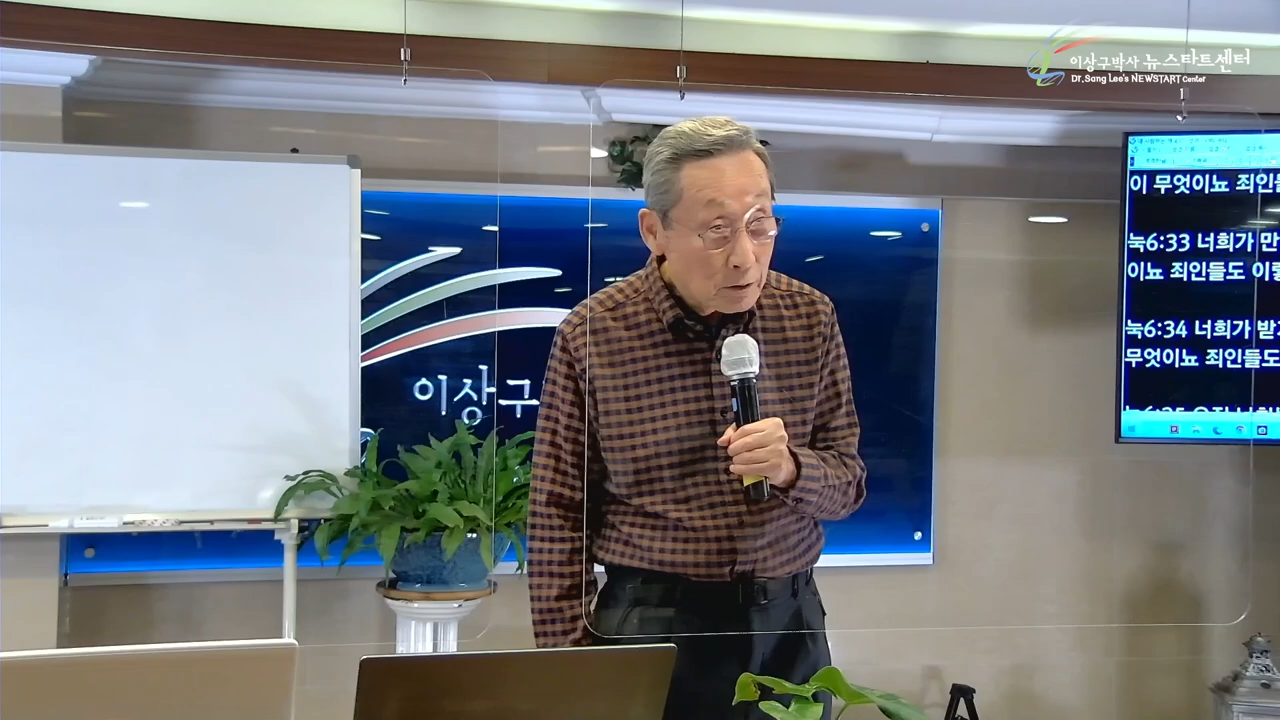 이상구박사 뉴스타트센터
Dr.Sang Lee's NEWSTART Center
이상구
이 무엇이뇨 죄인들
눅6:33 너희가 만
이뇨 죄인들도 이렇
눅6:34 너희가 받
무엇이뇨 죄인들도